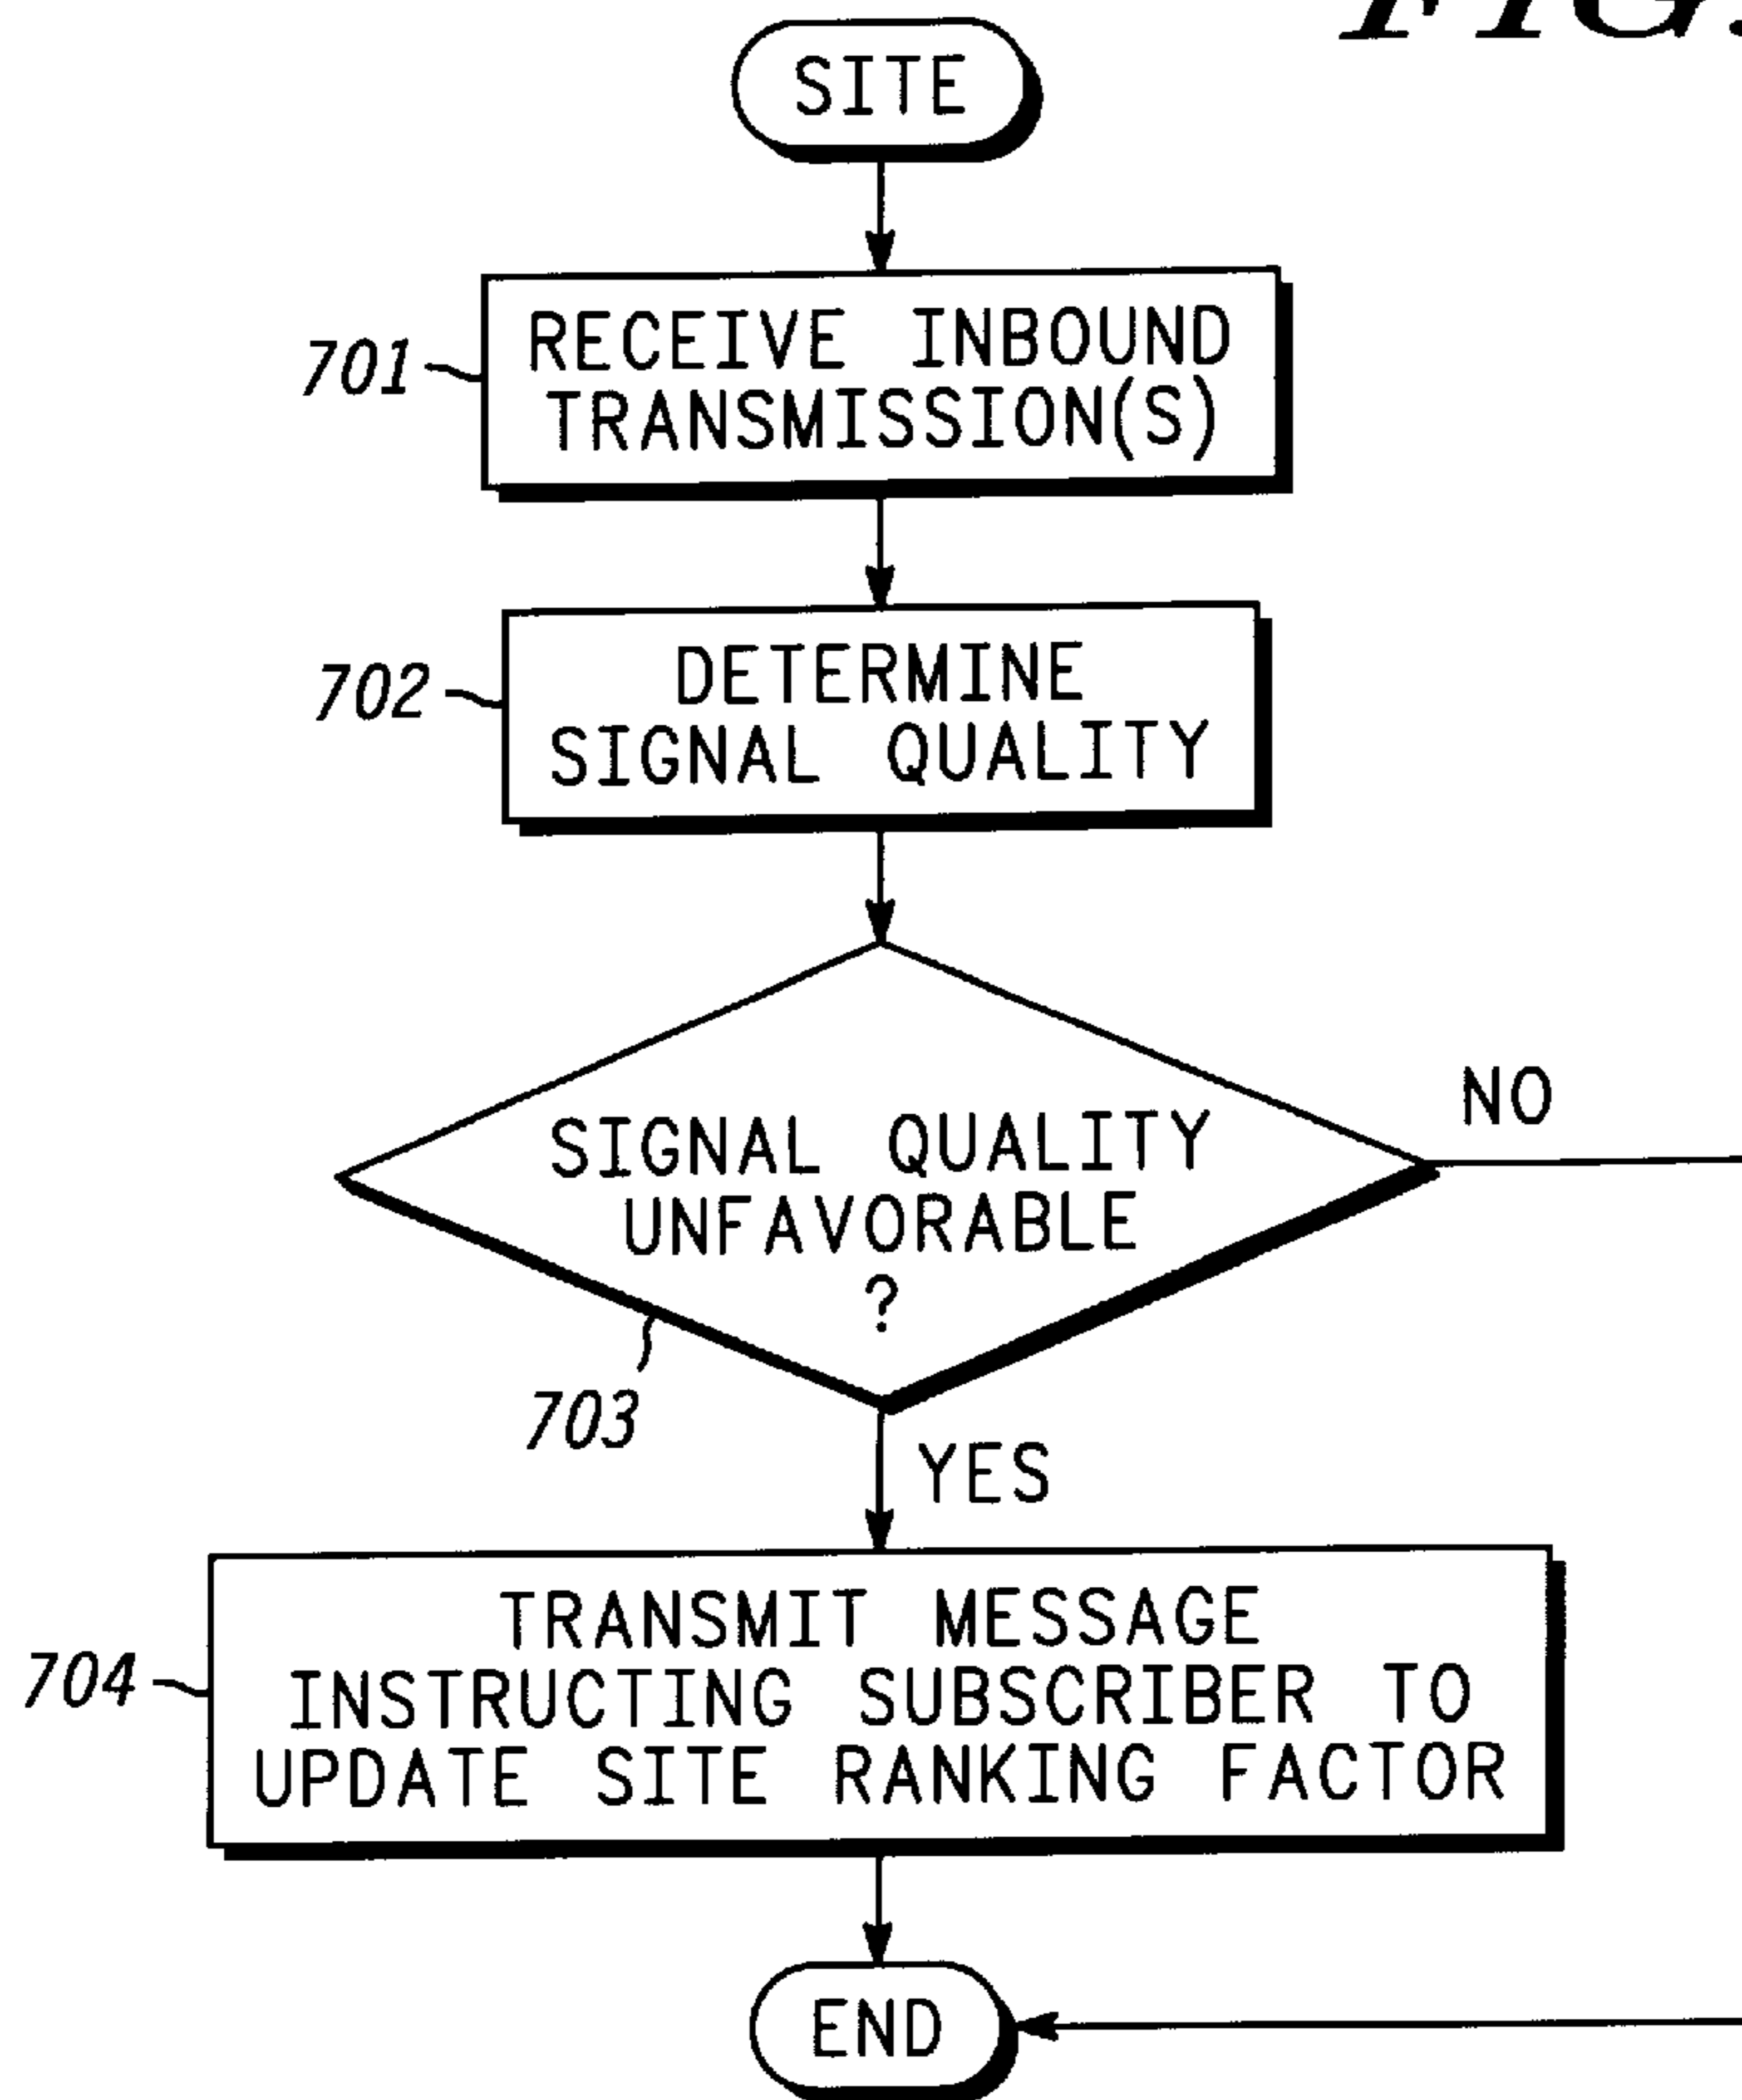 FIG.
SITE
701
RECEIVE INBOUND
TRANSMISSION(S)
702
DETERMINE
SIGNAL QUALITY
SIGNAL QUALITY
UNFAVORABLE
?
NO
703
YES
704
TRANSMIT MESSAGE
INSTRUCTING SUBSCRIBER TO
UPDATE SITE RANKING FACTOR
END